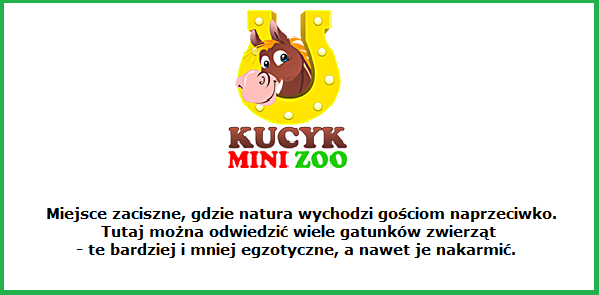 KUCYK
MINI ZOO
Miejsce zaciszne, gdzie natura wychodzi gościom naprzeciwko.
Tutaj można odwiedzić wiele gatunków zwierząt
- te bardziej i mniej egzotyczne, a nawet je nakarmić.